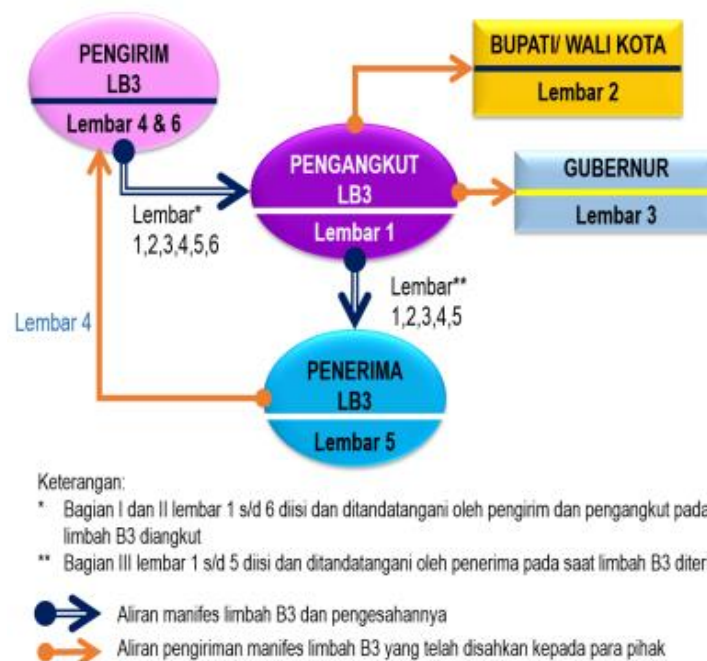 PENGIRIM
LB3
Lembar 4 & 6
BUPATI/ WALI KOTA
Lembar 2
PENGANGKUT
LB3
Lembar 1
GUBERNUR
Lembar 3
Lembar*
1,2,3,4,5,6
Lembar**
1,2,3,4,5
Lembar 4
PENERIMA
LB3
Lembar 5
Keterangan:
* Bagian I dan II lembar 1 s/d 6 diisi dan ditandatangani oleh pengirim dan pengangkut pada
limbah B3 diangkut
** Bagian III lembar 1 s/d 5 diisi dan ditandatangani oleh penerima pada saat limbah B3
Aliran manifes limbah B3 dan pengesahannya
Aliran pengiriman manifes limbah B3 yang telah disahkan kepada para pihak